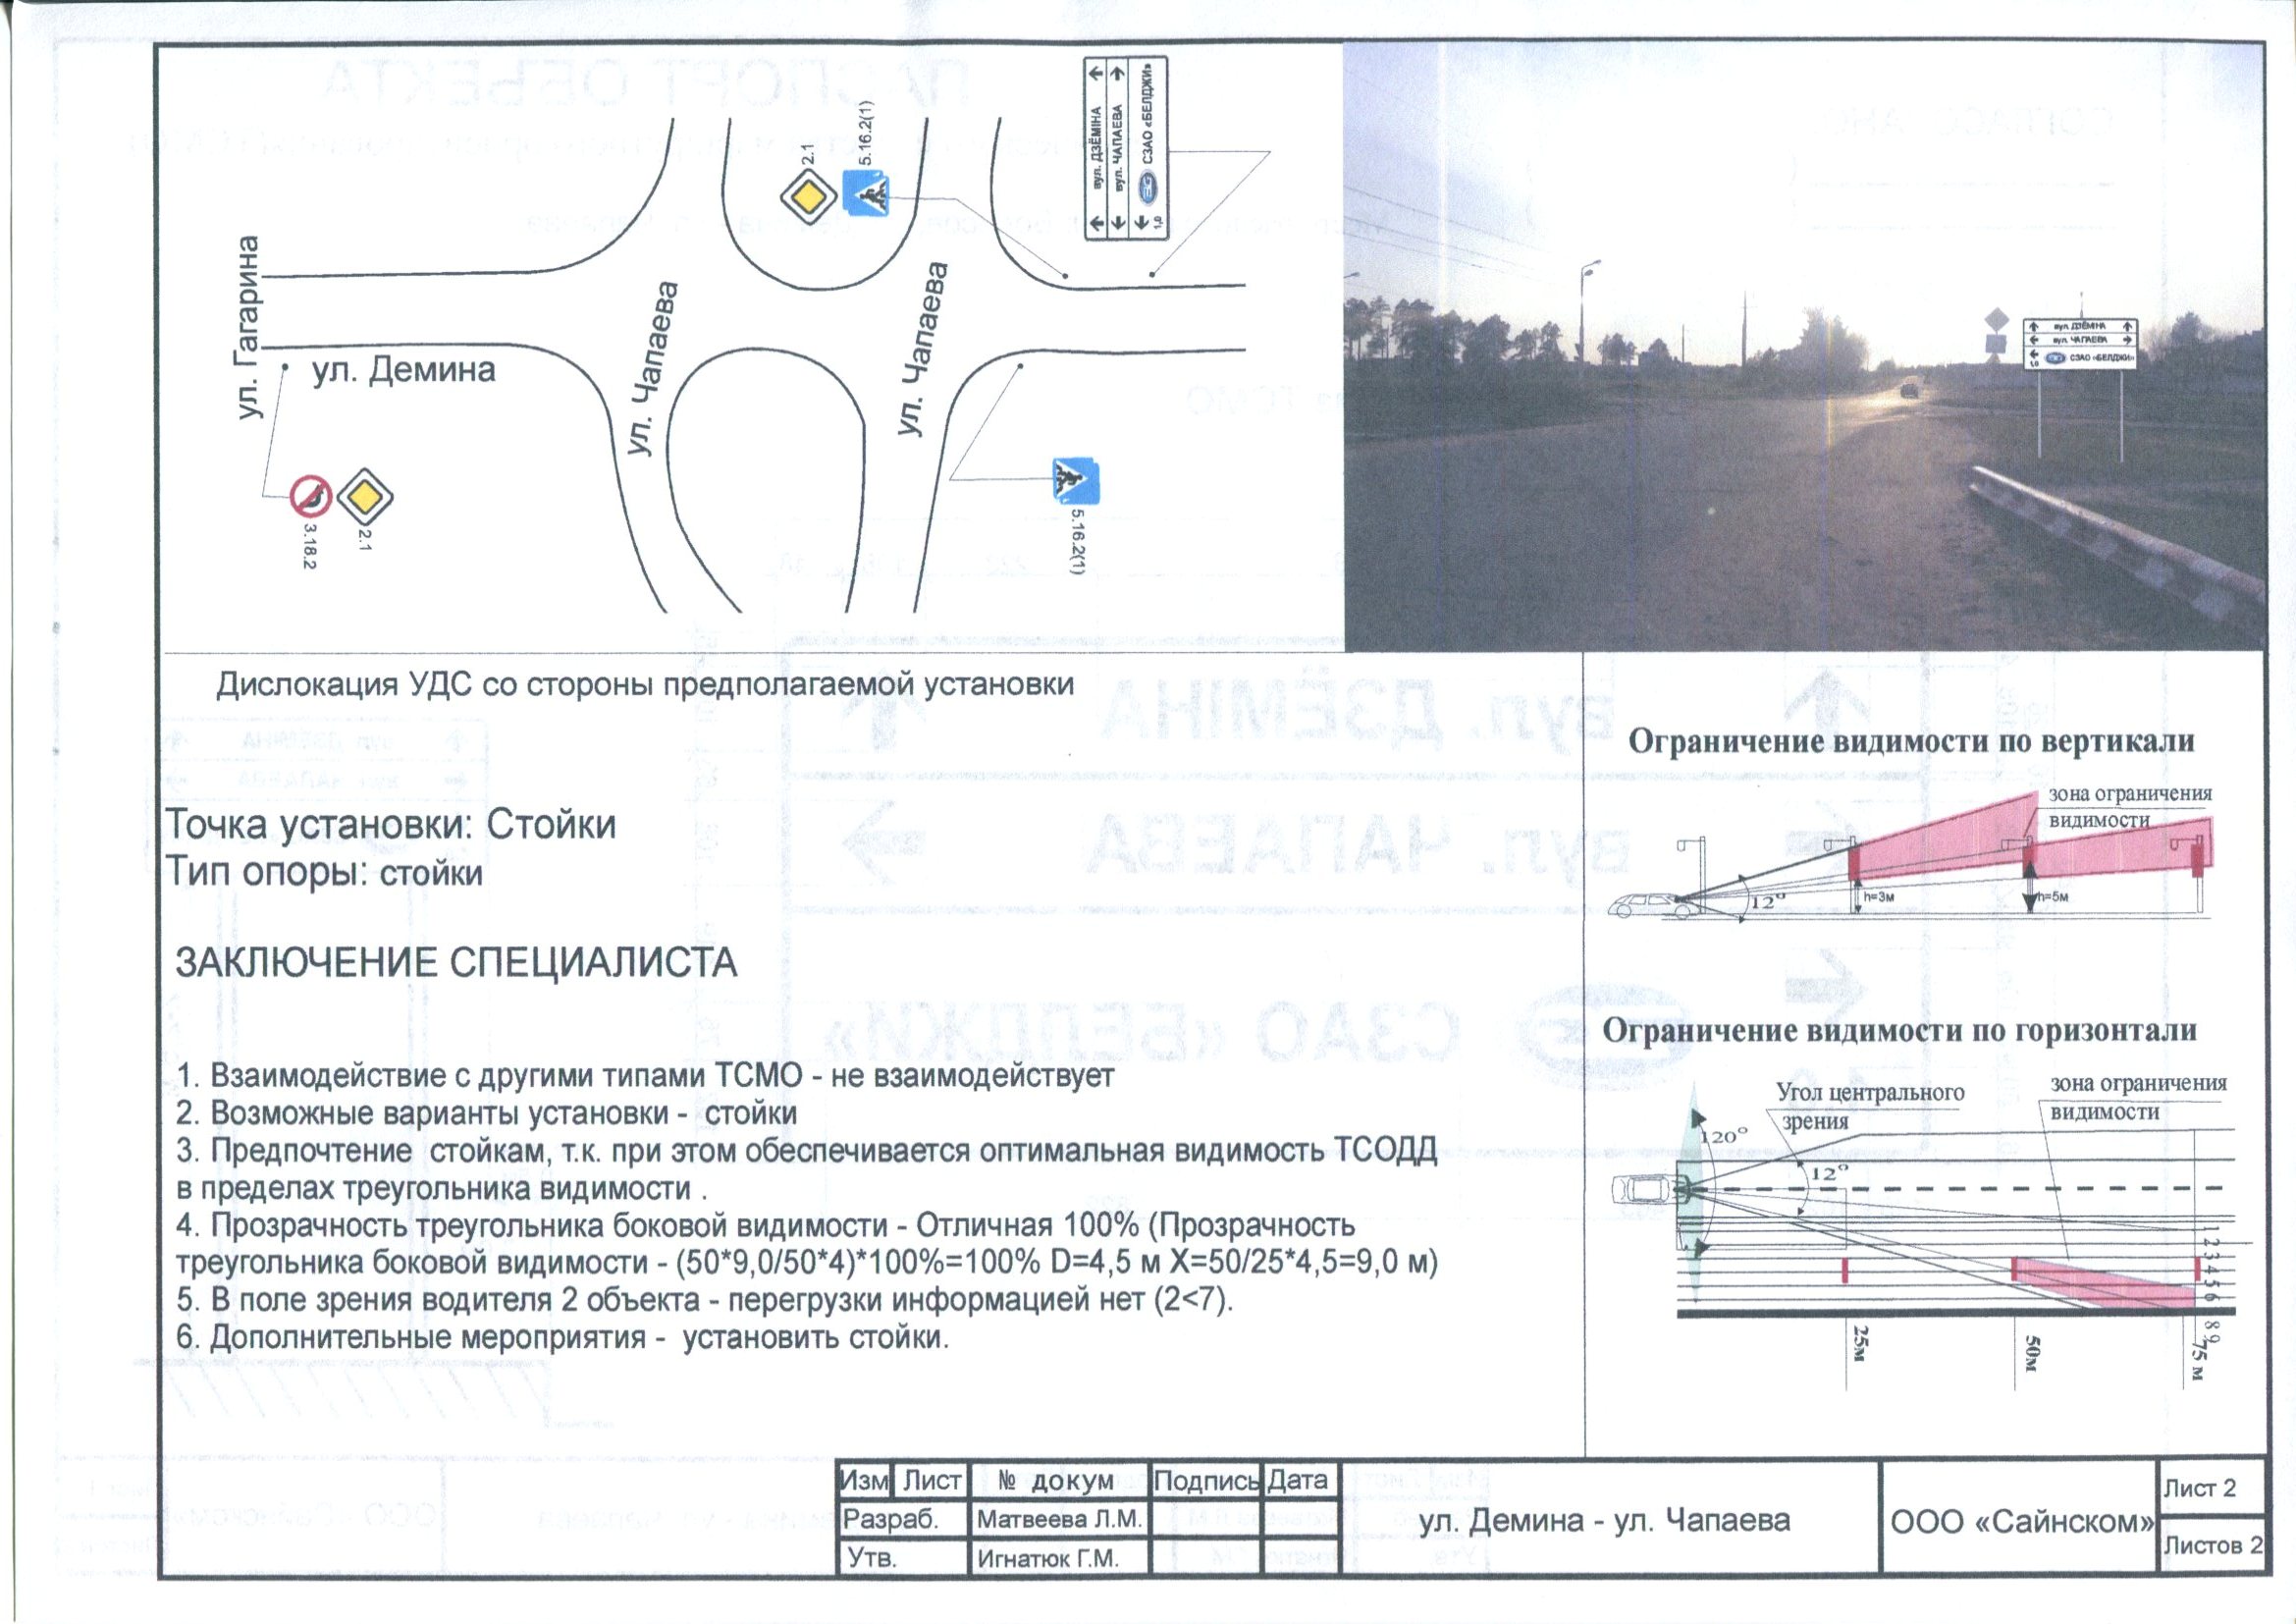 вул. ДЗЁМІНА
вул. ЧАПАЕВА
СЗАО «БЕЛДЖИ»
1,0
2.1
5.16.2(1)
ул. Гагарина
ул. Демина
ул. Чапаева
ул. Чапаева
3.18.2
2.1
5.16.2(1)
вул. ДЗЁМІНА
вул. ЧАПАЕВА
СЗАО «БЕЛДЖИ»
1,0
Дислокация УДС со стороны предполагаемой установки
Точка установки: Стойки
Тип опоры: стойки
ЗАКЛЮЧЕНИЕ СПЕЦИАЛИСТА
1. Взаимодействие с другими типами ТСМО - не взаимодействует
2. Возможные варианты установки - стойки
3. Предпочтение стойкам, т.к. при этом обеспечивается оптимальная видимость ТСОДД
в пределах треугольника видимости .
4. Прозрачность треугольника боковой видимости - Отличная 100% (Прозрачность
треугольника боковой видимости - (50*9,0/50*4)*100%=100% D=4,5 м X=50/25*4,5=9,0 м)
5. В поле зрения водителя 2 объекта - перегрузки информацией нет (2<7).
6. Дополнительные мероприятия - установить стойки.
Ограничение видимости по вертикали
зона ограничения
видимости
12°
h=3м
h=5м
Ограничение видимости по горизонтали
Угол центрального
зрения
зона ограничения
видимости
120°
12°
1 2 3 4 5 6
8 9
25м
50м
75 м
Изм Лист № докум Подпись Дата
Разраб. Матвеева Л.М.
Утв. Игнатюк Г.М.
ул. Демина - ул. Чапаева
ООО «Сайнском»
Лист 2
Листов 2